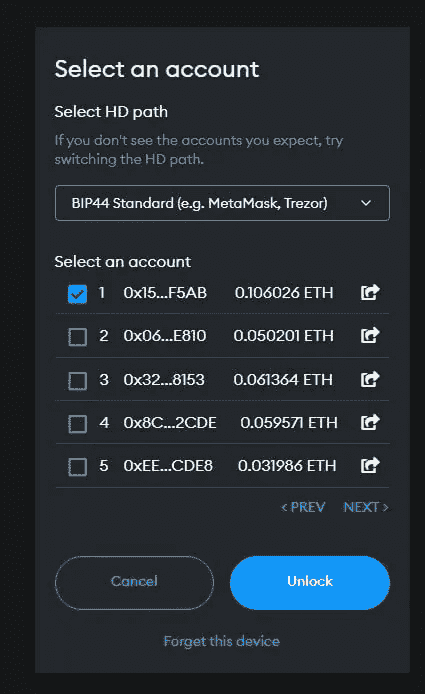 Select an account
Select HD path
If you don't see the accounts you expect, try
switching the HD path.
BIP44 Standard (e.g. MetaMask, Trezor)
Select an account
1 0x15...F5AB 0.106026 ETH
2 0x06...E810 0.050201 ETH
3 0x32...8153 0.061364 ETH
4 0x8C...2CDE 0.059571 ETH
5 0xEE...CDE8 0.031986 ETH
< PREV NEXT >
Cancel Unlock
Forget this device